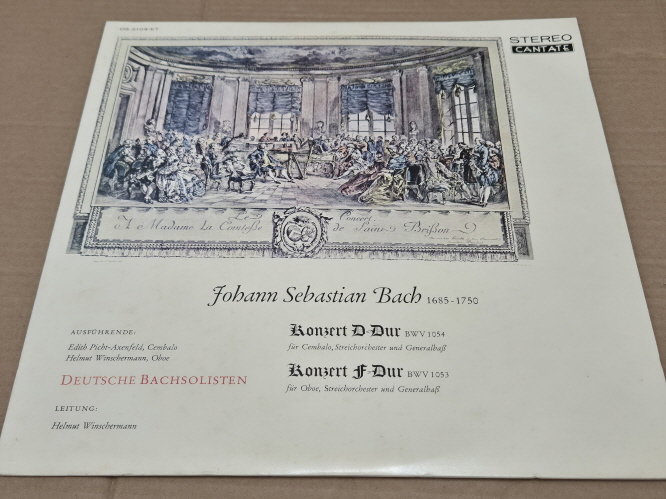 STEREO
CANTATE
Le Concert
A Madame La Comtesse de Saint Brisson
Johann Sebastian Bach 1685-1750
AUSFÜHRENDE:
Edith Picht-Axenfeld, Cembalo
Helmut Winschermann, Oboe
DEUTSCHE BACHSOLISTEN
LEITUNG:
Helmut Winschermann
Konzert D-Dur BWV 1054
für Cembalo, Streichorchester und Generalbaß
Konzert F-Dur BWV 1053
für Oboe, Streichorchester und Generalbaß